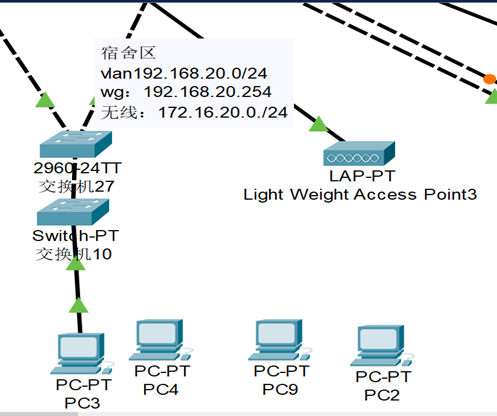 宿舍区
vlan192.168.20.0/24
wg：192.168.20.254
无线：172.16.20.0./24
2960-24TT
交换机27
LAP-PT
Light Weight Access Point3
Switch-PT
交换机10
PC-PT
PC3
PC-PT
PC4
PC-PT
PC9
PC-PT
PC2